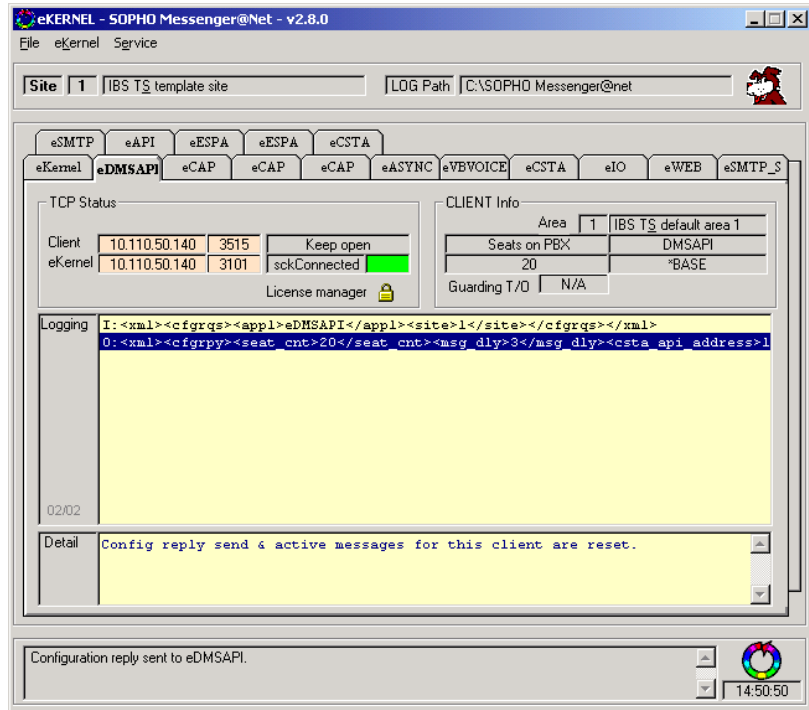 eKERNEL - SOPHO Messenger@Net - v2.8.0
File eKernel Service
Site 1 IBS TS template site LOG Path C:\SOPHO Messenger@net
eSMTP eAPI eESPA eESPA eCSTA
eKernel eDMSAPI eCAP eCAP eCAP eASYNC eVBVOICE eCSTA eIO eWEB eSMTP_S
TCP Status
Client 10.110.50.140 3515 Keep open
eKernel 10.110.50.140 3101 sckConnected
License manager
CLIENT Info
Area 1 IBS TS default area 1
Seats on PBX DMSAPI
20 *BASE
Guarding T/O N/A
Logging
I:<xml><cfgrqs><appl>eDMSAPI</appl><site>1</site></cfgrqs></xml>
O:<xml><cfgrpy><seat_cnt>20</seat_cnt><msg_dly>3</msg_dly><csta_api_address>1
02/02
Detail
Config reply send & active messages for this client are reset.
Configuration reply sent to eDMSAPI.
14:50:50